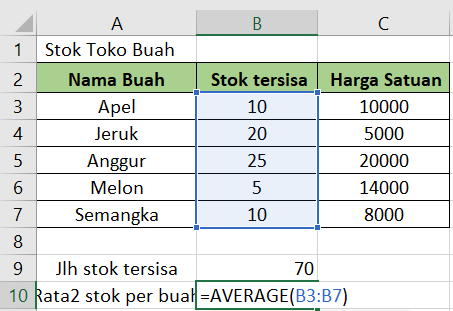 A B C
1 Stok Toko Buah
2 Nama Buah Stok tersisa Harga Satuan
3 Apel 10 10000
4 Jeruk 20 5000
5 Anggur 25 20000
6 Melon 5 14000
7 Semangka 10 8000
8
9 Jlh stok tersisa 70
10 Rata2 stok per buah =AVERAGE(B3:B7)